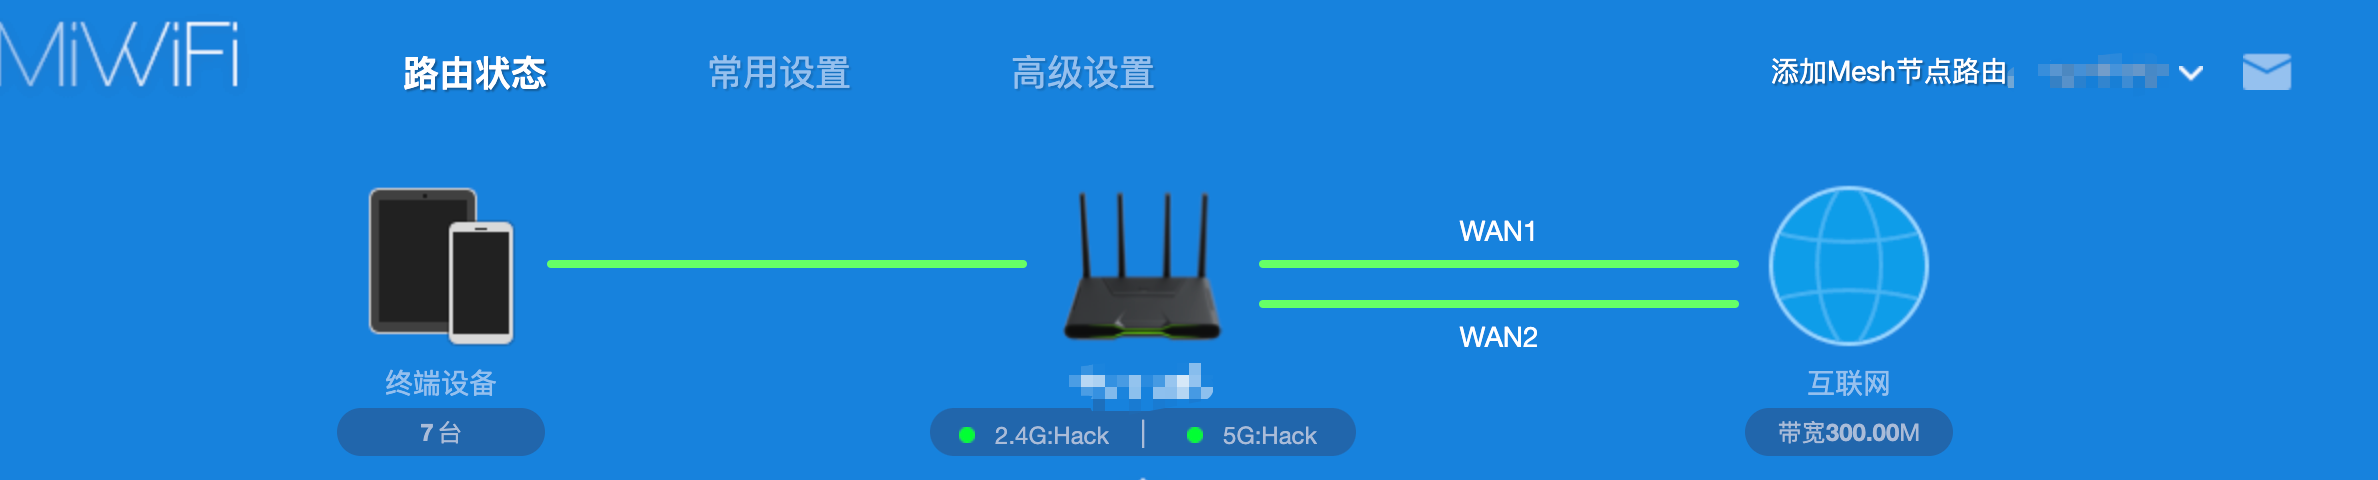 MiWiFi
路由状态 常用设置 高级设置 添加Mesh节点路由
WAN1
WAN2
终端设备 互联网
7台 2.4G:Hack | 5G:Hack 带宽300.00M